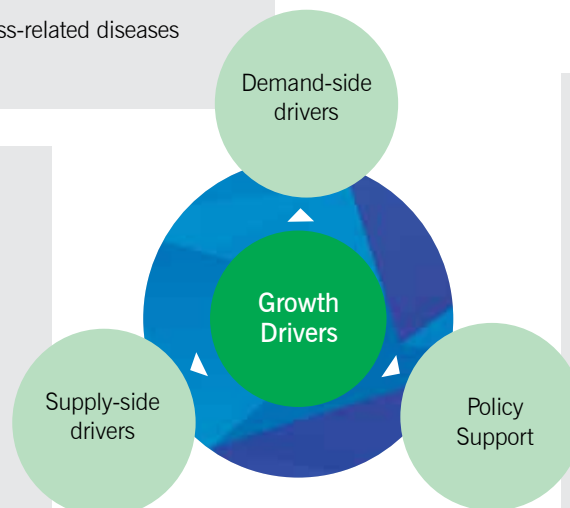 ss-related diseases
Demand-side
drivers
Growth
Drivers
Supply-side
drivers
Policy
Support